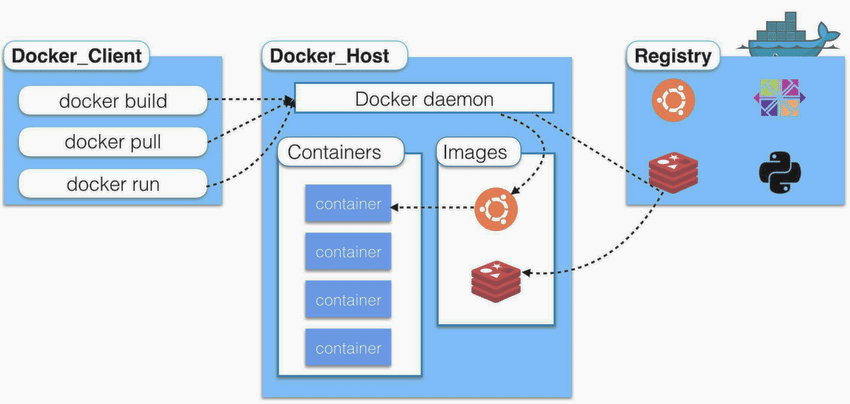 Docker_Client
docker build
docker pull
docker run
Docker_Host
Docker daemon
Containers
container
container
container
container
Images
Registry